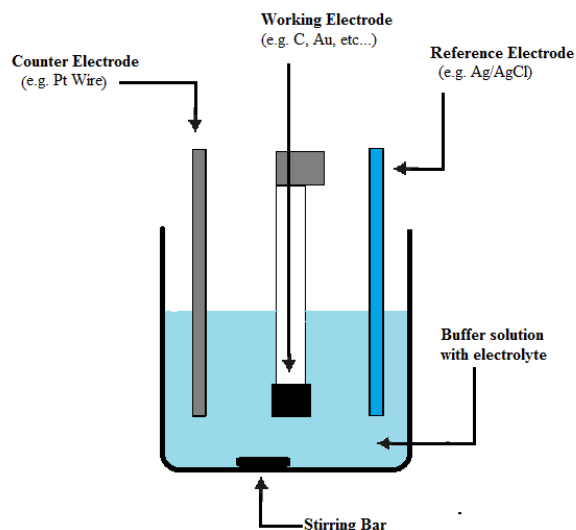 Working Electrode
(e.g. C, Au, etc...)
Counter Electrode
(e.g. Pt Wire)
Reference Electrode
(e.g. Ag/AgCl)
Buffer solution
with electrolyte
Stirring Bar